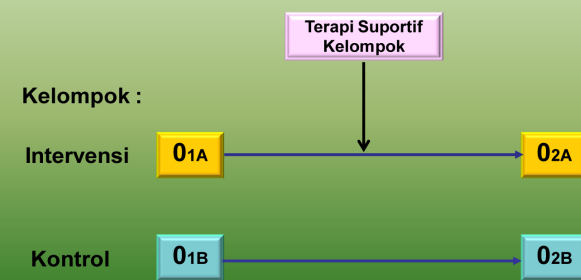 Terapi Suportif
Kelompok
Kelompok :
Intervensi
01A
02A
Kontrol
01B
02B